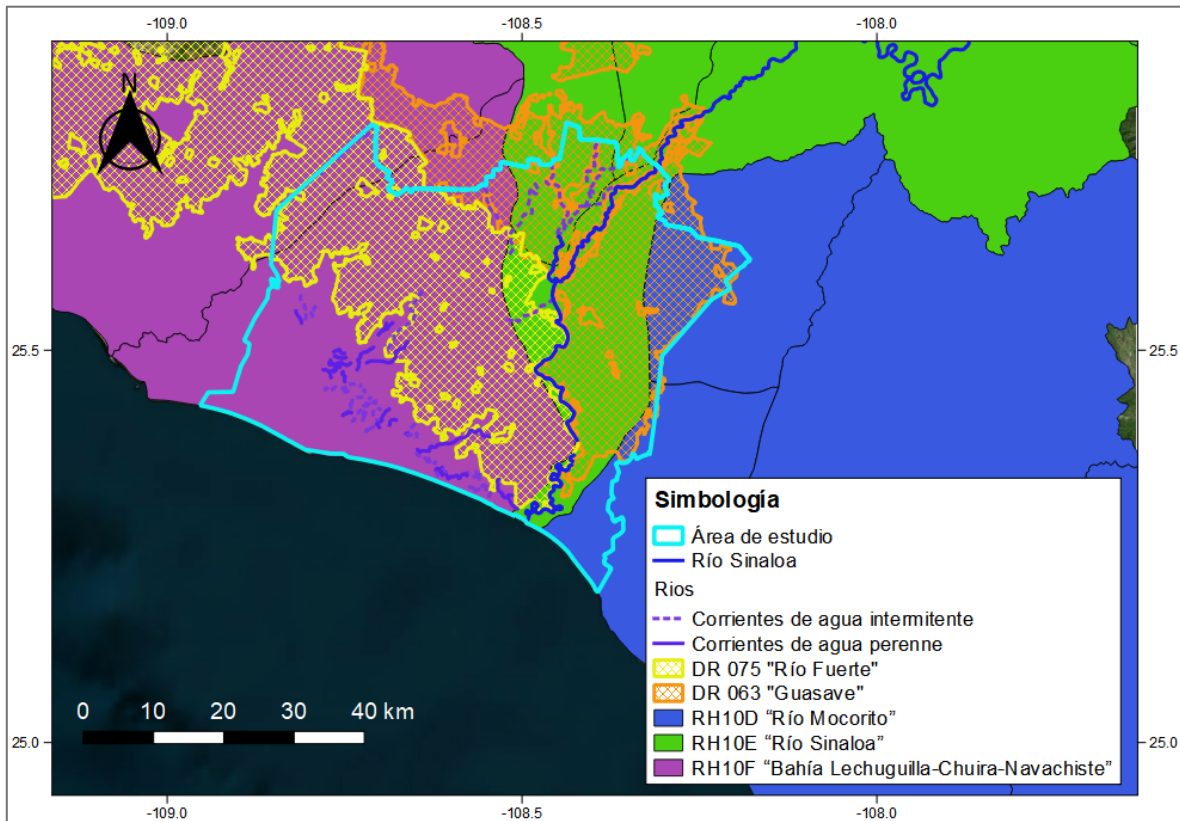 -109.0
-108.5
-108.0
N
25.5
25.5
Simbología
Área de estudio
Río Sinaloa
Rios
Corrientes de agua intermitente
Corrientes de agua perenne
DR 075 "Río Fuerte"
DR 063 "Guasave"
RH10D “Río Mocorito”
RH10E “Río Sinaloa”
RH10F “Bahía Lechuguilla-Chuira-Navachiste”
0 10 20 30 40 km
25.0
25.0
-109.0
-108.5
-108.0